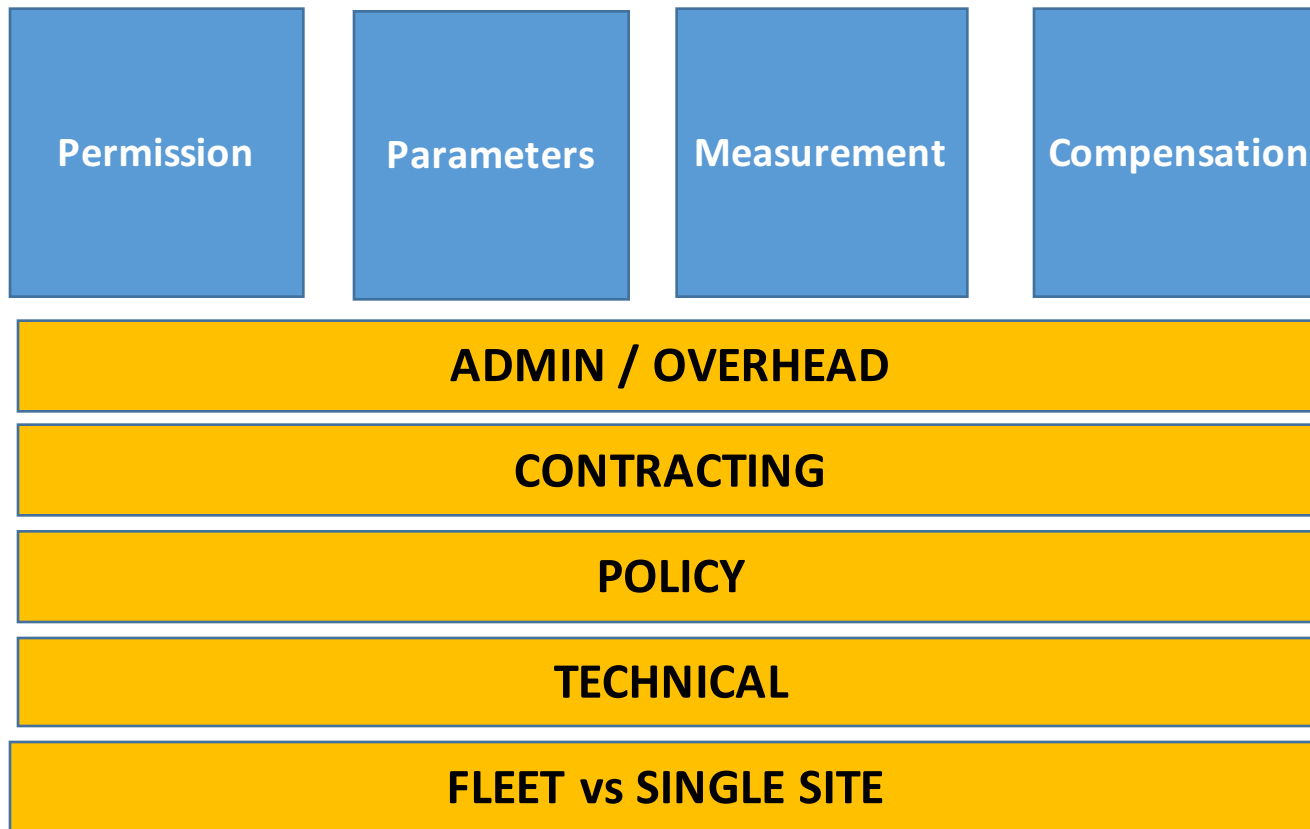 Permission
Parameters
Measurement
Compensation
ADMIN / OVERHEAD
CONTRACTING
POLICY
TECHNICAL
FLEET vs SINGLE SITE